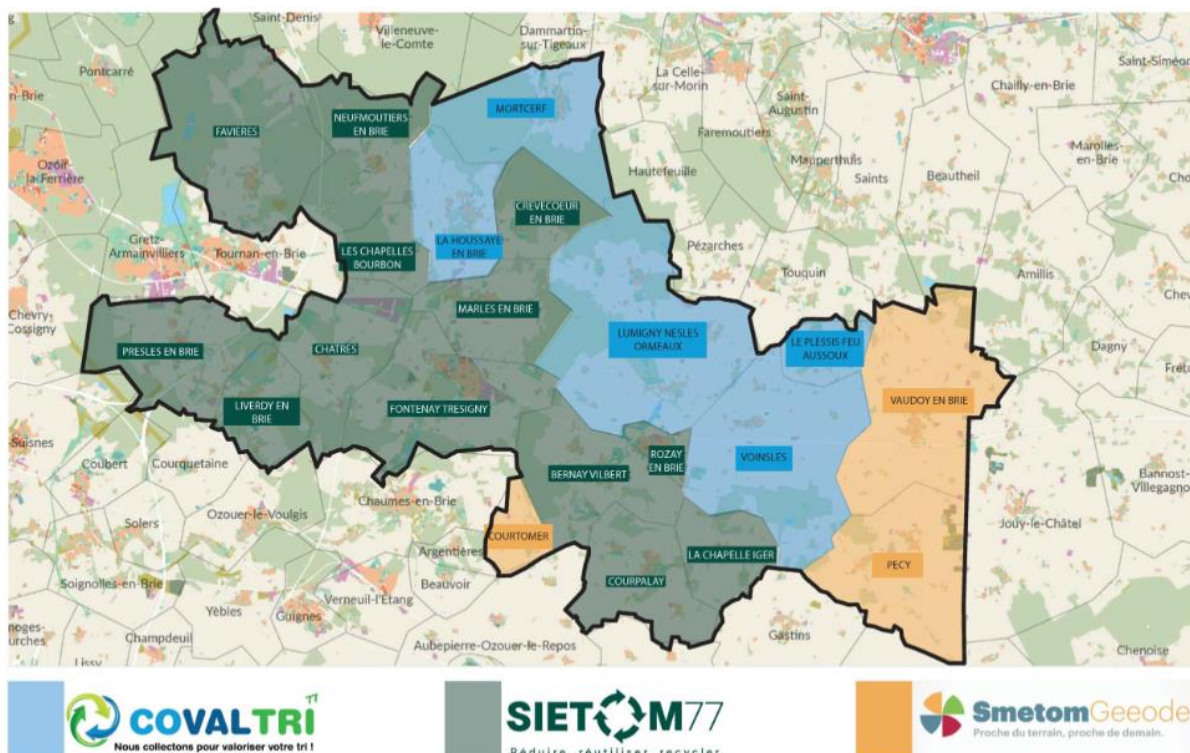 Saint-Denis
Villeneuve-
le-Comte
Dammartin-
sur-Tigeaux
Pontcarré
La Celle-
sur-Morin
Saint-Siméon
Chailly-en-Brie
n-Brie
Saint-
Augustin
MORTCERF
NEUFMOUTIERS
EN BRIE
FAVIERES
Faremoutiers
Marolles-
en-Brie
Ozoir-
la-Ferrière
Mauperthuis
Hautefeuille
Saints
Beautheil
CREVECOEUR
EN BRIE
Gretz-
Armainvilliers
Tournan-en-Brie
LES CHAPELLES
BOURBON
LA HOUSSAYE
EN BRIE
Pézarches
Touquin
Amillis
Chevry-
Cossigny
MARLES EN BRIE
PRESLES EN BRIE
CHATRES
LUMIGNY NESLES
ORMEAUX
LE PLESSIS FEU
AUSSOUX
Dagny
VAUDOY EN BRIE
LIVERDY EN
BRIE
FONTENAY TRESIGNY
-Suisnes
Coubert
Courquetaine
BERNAY VILBERT
ROZAY
EN BRIE
VOINSLES
Bannost-
Villegagno
Chaumes-en-Brie
Ozouer-le-Voulgis
Solers
Jouy-le-Châtel
COURTOMER
Argentières
LA CHAPELLE IGER
PECY
Soignolles-en-Brie
Beauvoir
COURPALAY
Yèbles
Verneuil-l'Etang
Guignes
Champdeuil
Gastins
Aubepierre-Ozouer-le-Repos
Chenoise
Lissy
COVALTRI 77
Nous collectons pour valoriser votre tri !
SIETOM77
Réduire, réutiliser, recycler
SmetomGeeode
Proche du terrain, proche de demain.